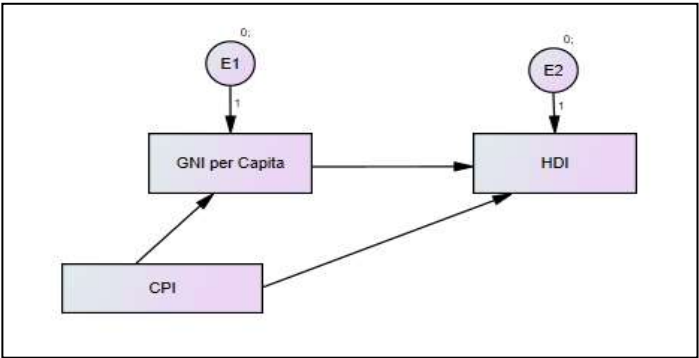 0;
E1
1
0;
E2
1
GNI per Capita
HDI
CPI